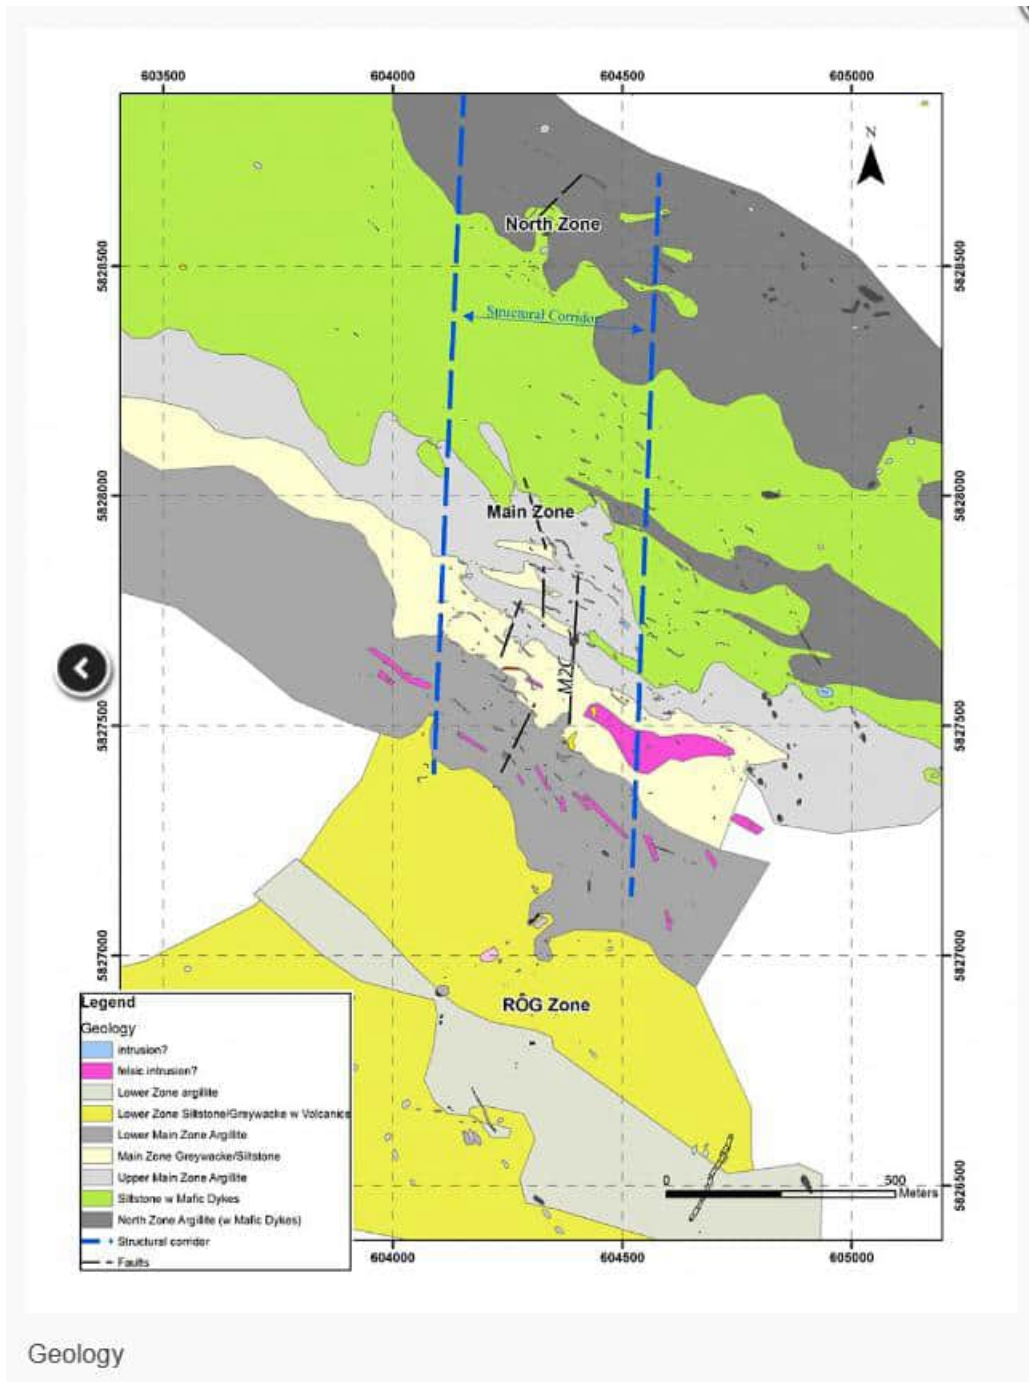 603500 604000 604500 605000
N
North Zone
5828500 5828500
Structural Corridor
5828000 5828000
Main Zone
M2C
5827500 5827500
5827000 5827000
RÖG Zone
Legend
Geology
intrusion?
felsic intrusion?
Lower Zone argillite
Lower Zone Siltstone/Greywacke w Volcanics
Lower Main Zone Argillite
Main Zone Greywacke/Siltstone
Upper Main Zone Argillite
Siltstone w Mafic Dykes
North Zone Argillite (w Mafic Dykes)
Structural corridor
Faults
0 500
Meters
5826500
604000 604500 605000
Geology